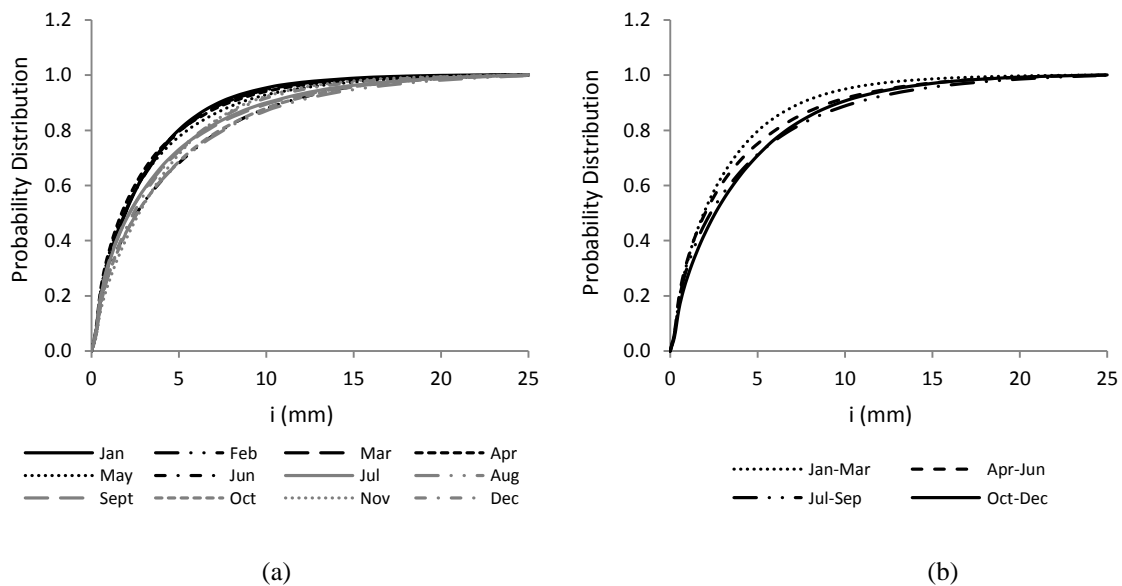 1.2
1.0
0.8
0.6
0.4
0.2
0.0
Probability Distribution
0 5 10 15 20 25
i (mm)
Jan Feb Mar Apr
May Jun Jul Aug
Sept Oct Nov Dec
(a)
1.2
1.0
0.8
0.6
0.4
0.2
0.0
Probability Distribution
0 5 10 15 20 25
i (mm)
Jan-Mar Apr-Jun
Jul-Sep Oct-Dec
(b)